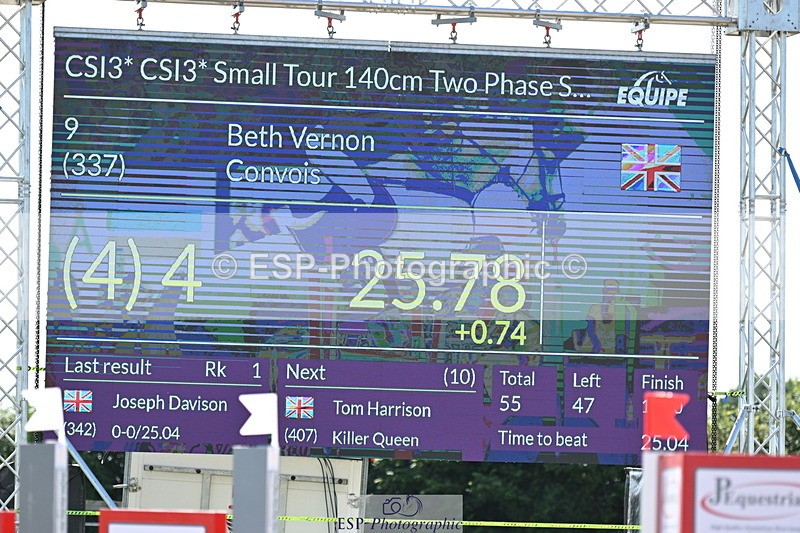 CSI3* CSI3* Small Tour 140cm Two Phase S...
EQUIPE
9 Beth Vernon
(337) Convois
(4) 4 25.78
+0.74
© ESP-Photographic ©
Last result Rk 1
Joseph Davison
(342) 0-0/25.04
Next (10)
Tom Harrison
(407) Killer Queen
Total Left Finish
55 47
Time to beat 25.04
JPEquestria
ESP-Photographic